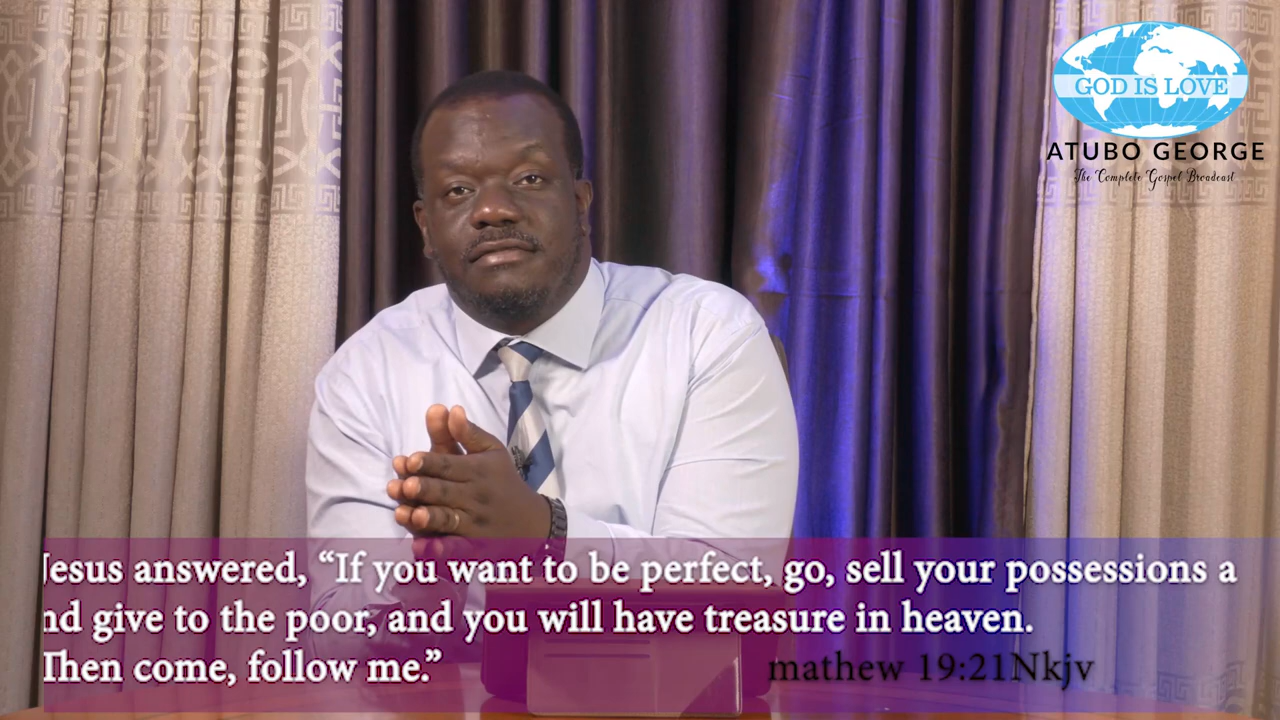 GOD IS LOVE
ATUBO GEORGE
The Complete Gospel Broadcast
Jesus answered, “If you want to be perfect, go, sell your possessions a
nd give to the poor, and you will have treasure in heaven.
Then come, follow me.”
mathew 19:21Nkjv